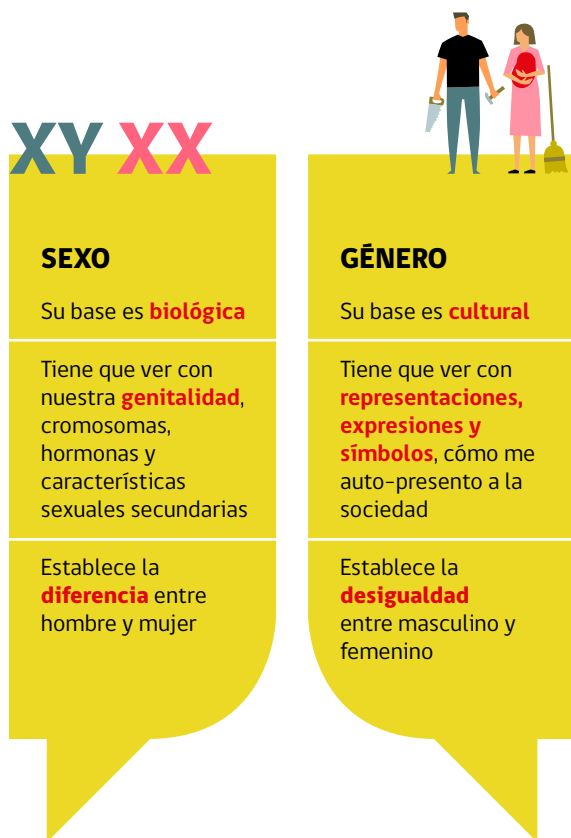 XY XX
SEXO
Su base es biológica
Tiene que ver con
nuestra genitalidad,
cromosomas,
hormonas y
características
sexuales secundarias
Establece la
diferencia entre
hombre y mujer
GÉNERO
Su base es cultural
Tiene que ver con
representaciones,
expresiones y
símbolos, cómo me
auto-presento a la
sociedad
Establece la
desigualdad
entre masculino y
femenino